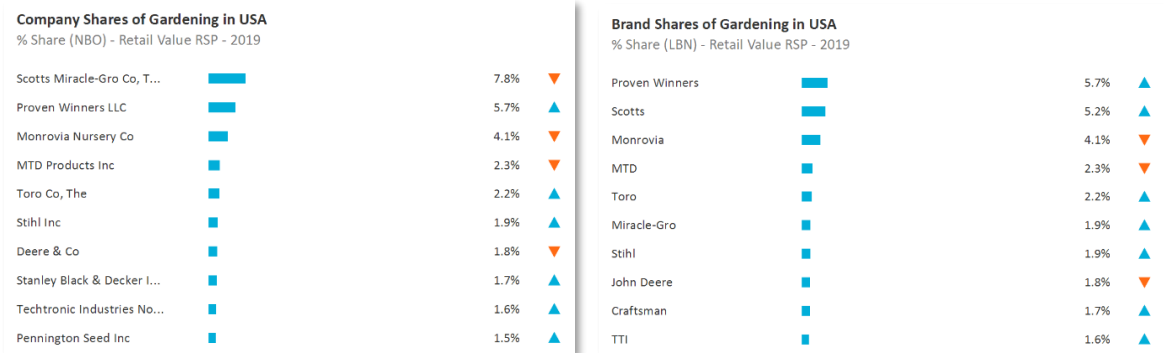 Company Shares of Gardening in USA
% Share (NBO) - Retail Value RSP - 2019
Scotts Miracle-Gro Co, T... 7.8%
Proven Winners LLC 5.7%
Monrovia Nursery Co 4.1%
MTD Products Inc 2.3%
Toro Co, The 2.2%
Stihl Inc 1.9%
Deere & Co 1.8%
Stanley Black & Decker I... 1.7%
Techtronic Industries No... 1.6%
Pennington Seed Inc 1.5%
Brand Shares of Gardening in USA
% Share (LBN) - Retail Value RSP - 2019
Proven Winners 5.7%
Scotts 5.2%
Monrovia 4.1%
MTD 2.3%
Toro 2.2%
Miracle-Gro 1.9%
Stihl 1.9%
John Deere 1.8%
Craftsman 1.7%
TTI 1.6%